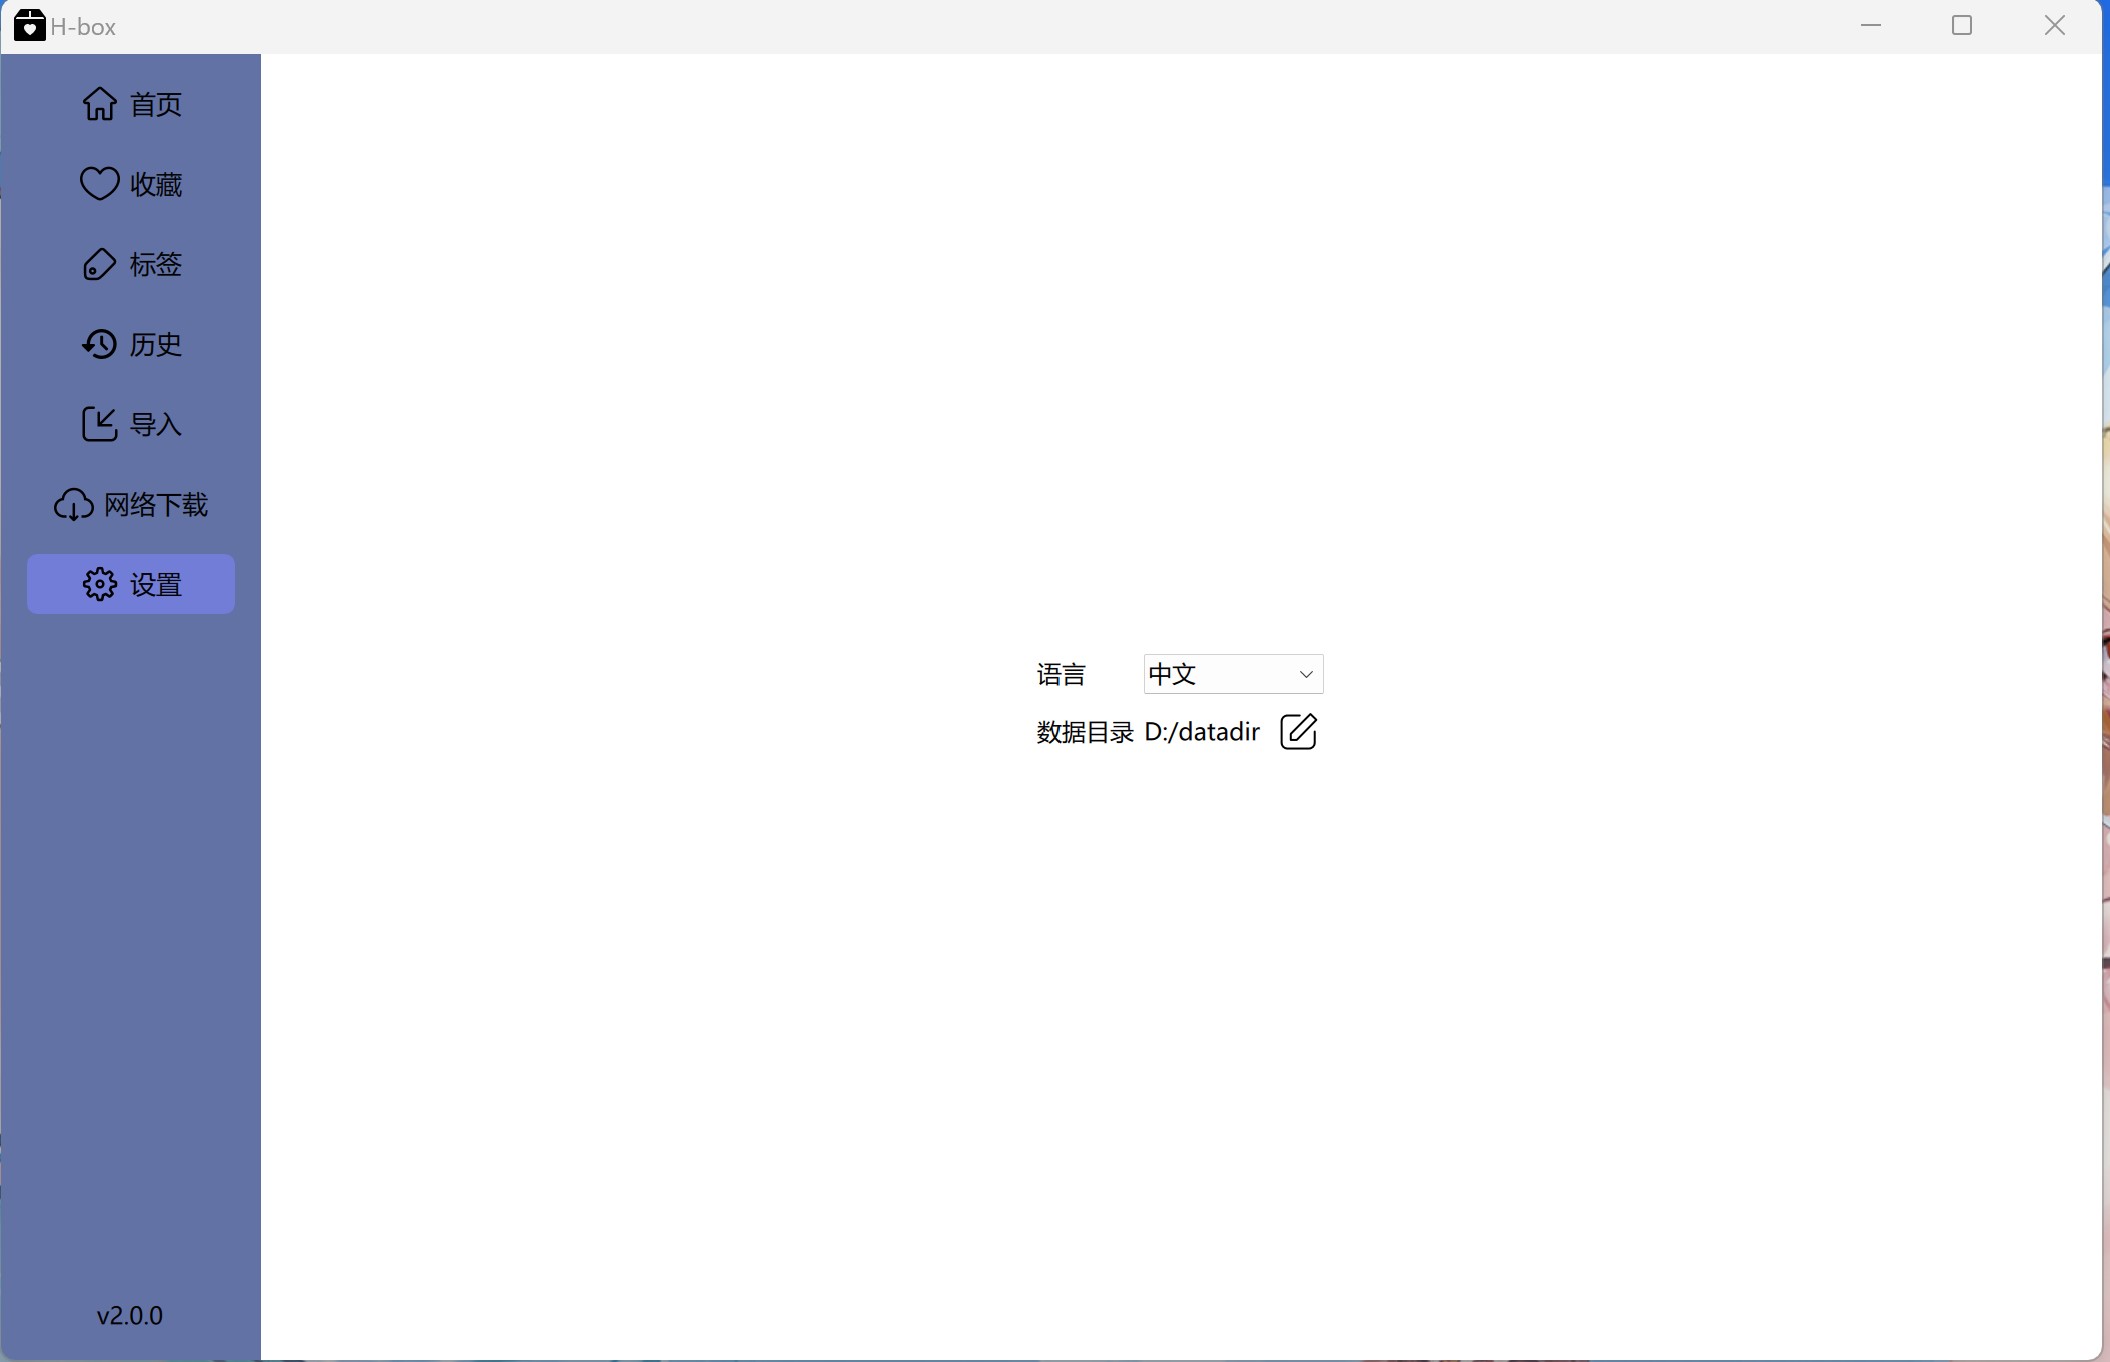 H-box
首页
收藏
标签
历史
导入
网络下载
设置
语言 中文
数据目录 D:/datadir
v2.0.0